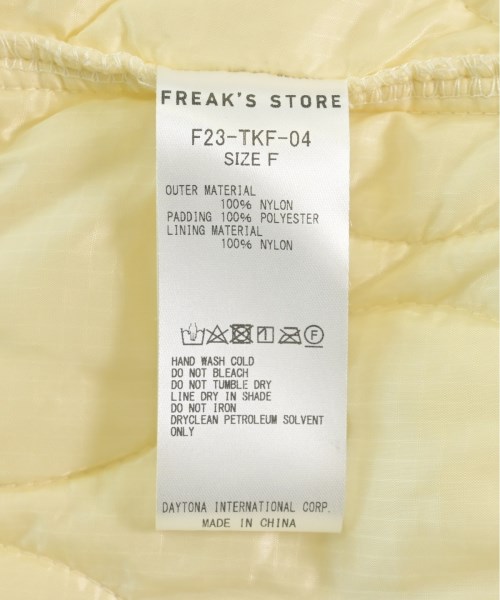 FREAK'S STORE
F23-TKF-04
SIZE F
OUTER MATERIAL
100% NYLON
PADDING 100% POLYESTER
LINING MATERIAL
100% NYLON
F
HAND WASH COLD
DO NOT BLEACH
DO NOT TUMBLE DRY
LINE DRY IN SHADE
DO NOT IRON
DRYCLEAN PETROLEUM SOLVENT
ONLY
DAYTONA INTERNATIONAL CORP.
MADE IN CHINA